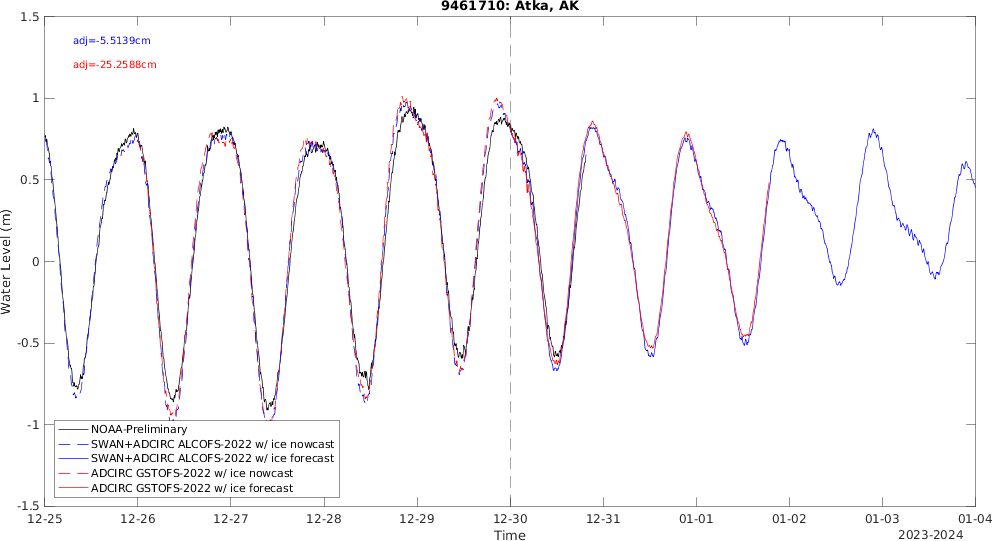 9461710: Atka, AK
adj=-5.5139cm
adj=-25.2588cm
Water Level (m)
1.5
1
0.5
0
-0.5
-1
-1.5
NOAA-Preliminary
SWAN+ADCIRC ALCOFS-2022 w/ ice nowcast
SWAN+ADCIRC ALCOFS-2022 w/ ice forecast
ADCIRC GSTOFS-2022 w/ ice nowcast
ADCIRC GSTOFS-2022 w/ ice forecast
12-25 12-26 12-27 12-28 12-29 12-30 12-31 01-01 01-02 01-03 01-04
Time
2023-2024